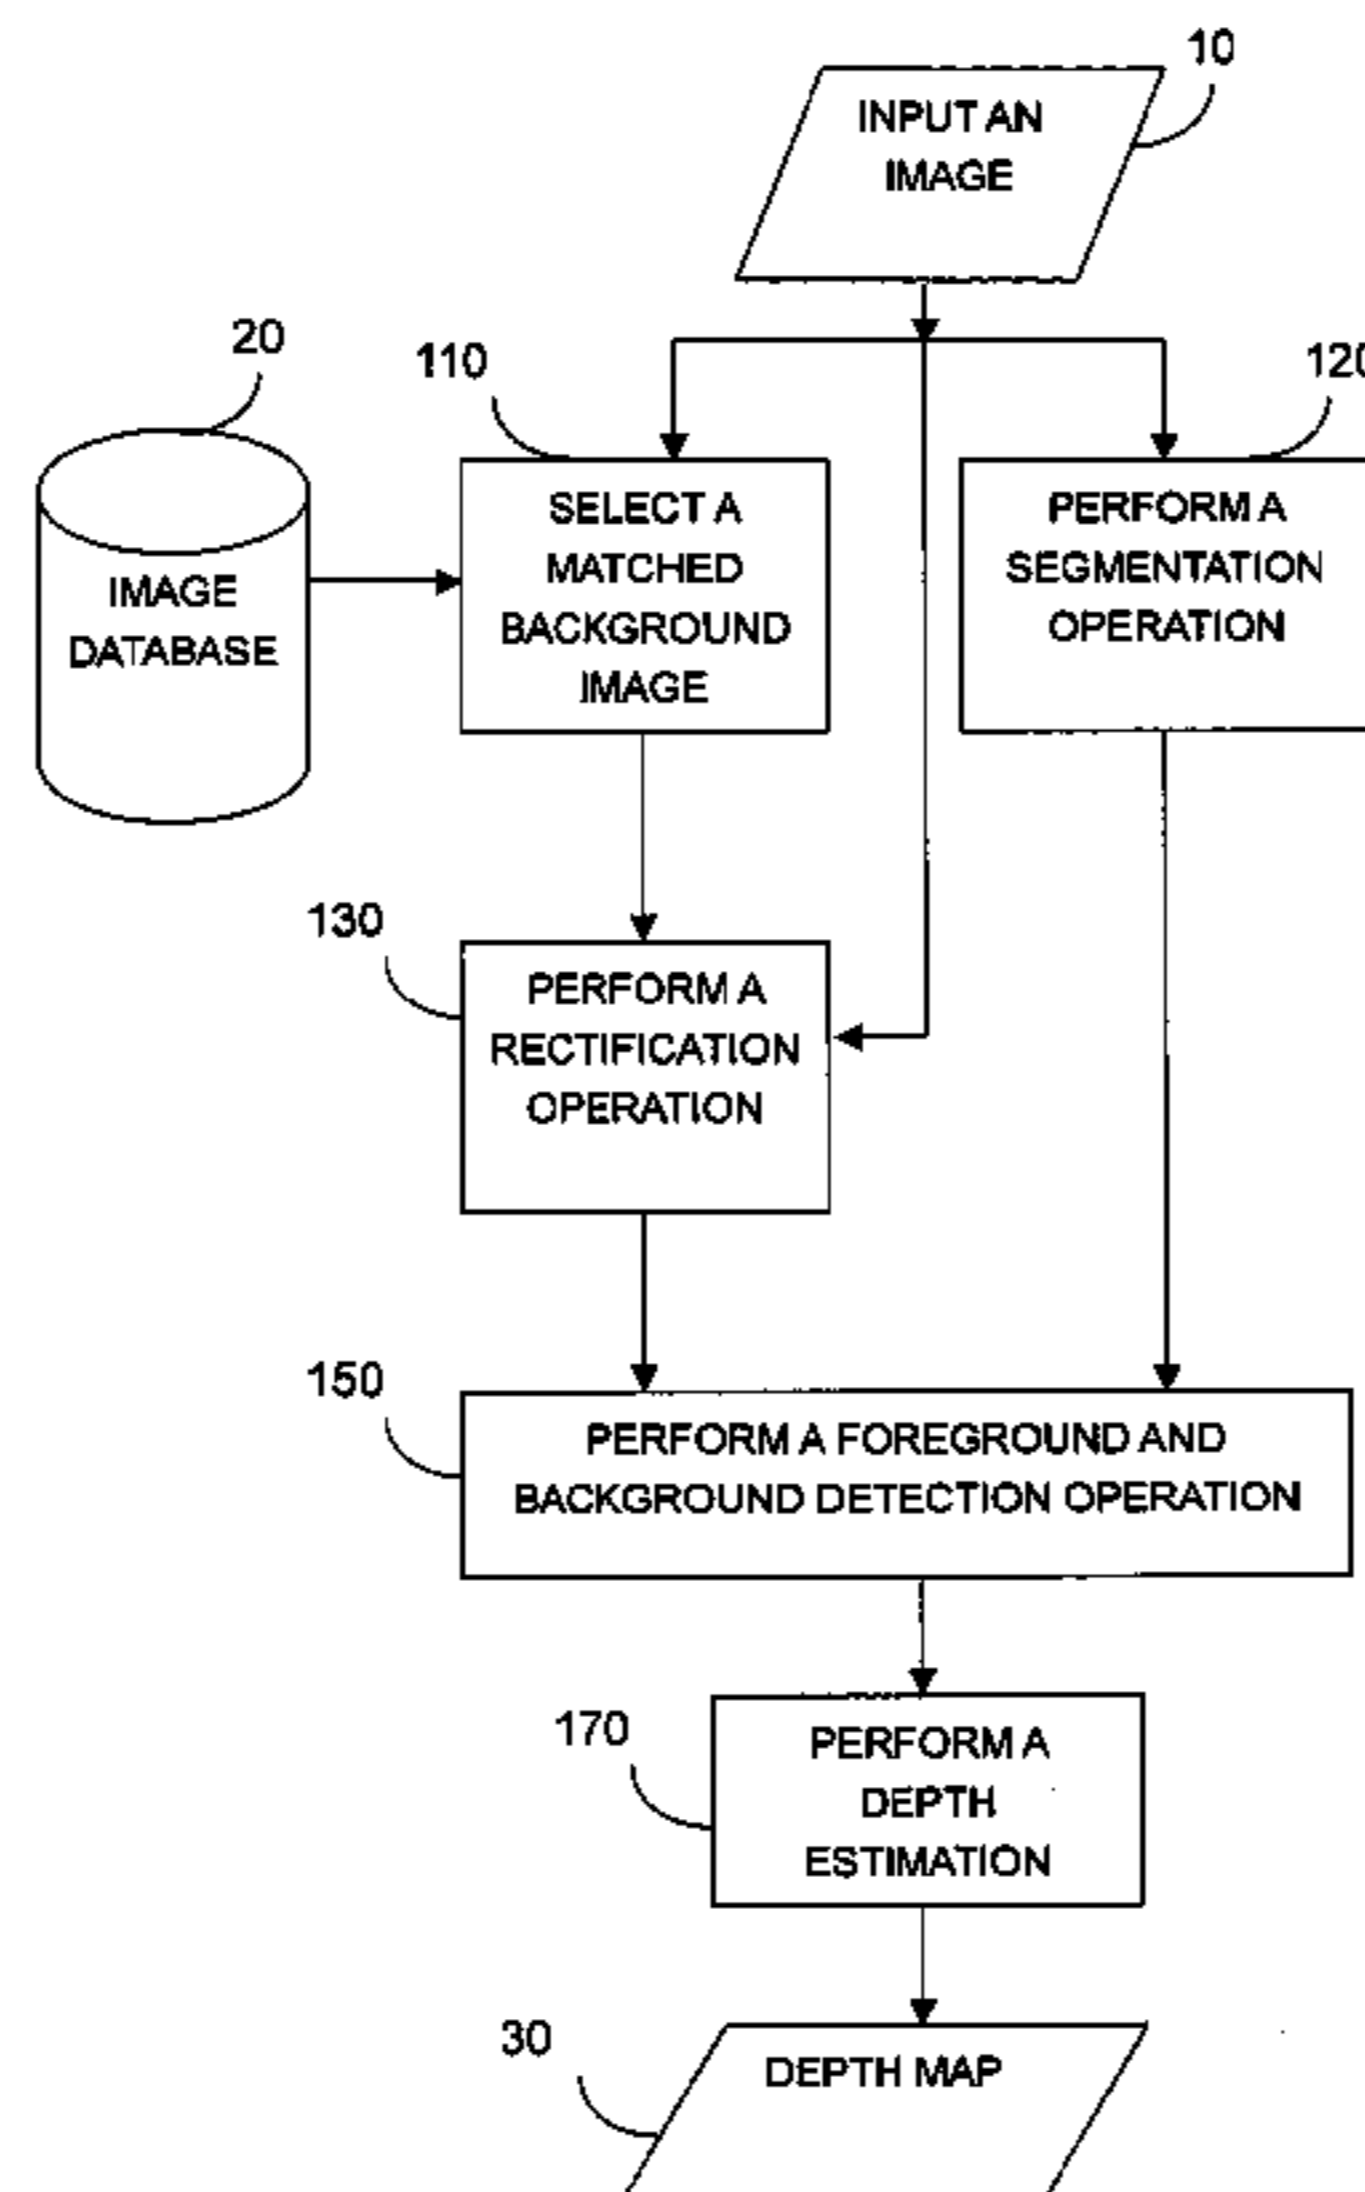 10
INPUT AN
IMAGE
20
110
120
IMAGE
DATABASE
SELECT A
MATCHED
BACKGROUND
IMAGE
PERFORM A
SEGMENTATION
OPERATION
130
PERFORM A
RECTIFICATION
OPERATION
150
PERFORM A FOREGROUND AND
BACKGROUND DETECTION OPERATION
170
PERFORM A
DEPTH
ESTIMATION
30
DEPTH MAP